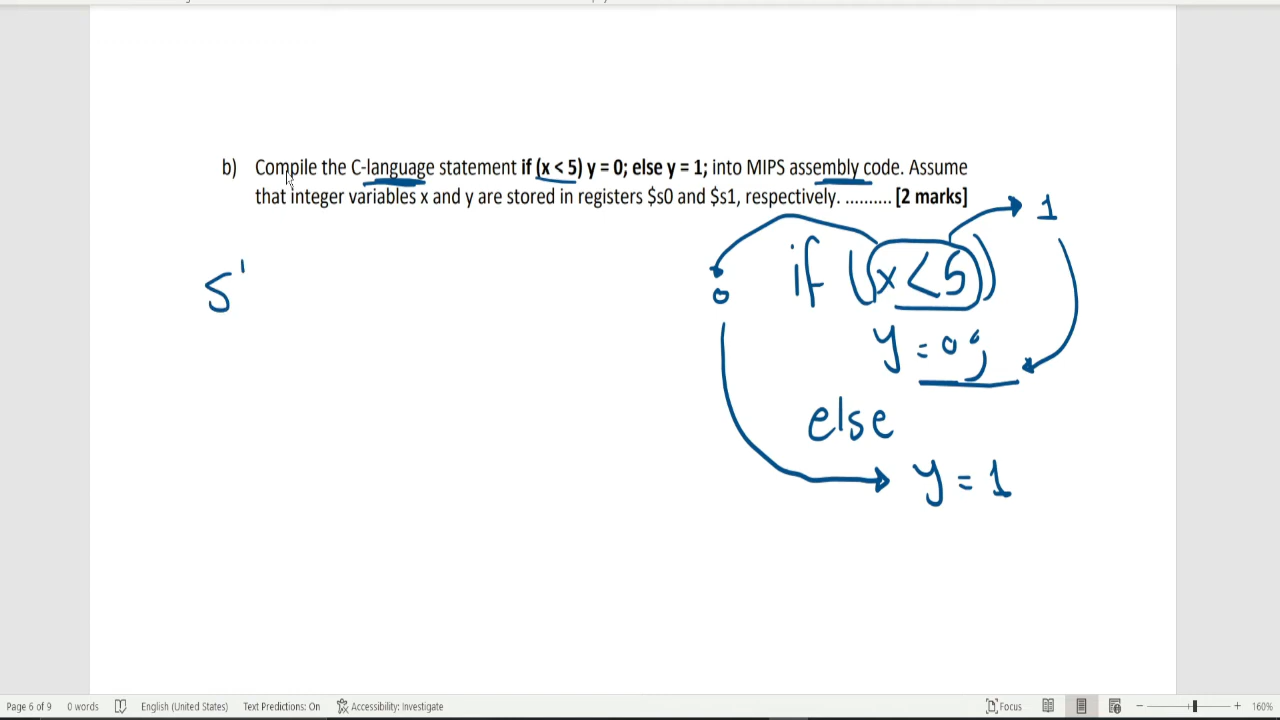 b) Compile the C-language statement if (x < 5) y = 0; else y = 1; into MIPS assembly code. Assume
that integer variables x and y are stored in registers $s0 and $s1, respectively. .......... [2 marks]
1
if (x < 5)
0
y = 0;
else
y = 1
Page 6 of 9 0 words English (United States) Text Predictions: On Accessibility: Investigate Focus 160%